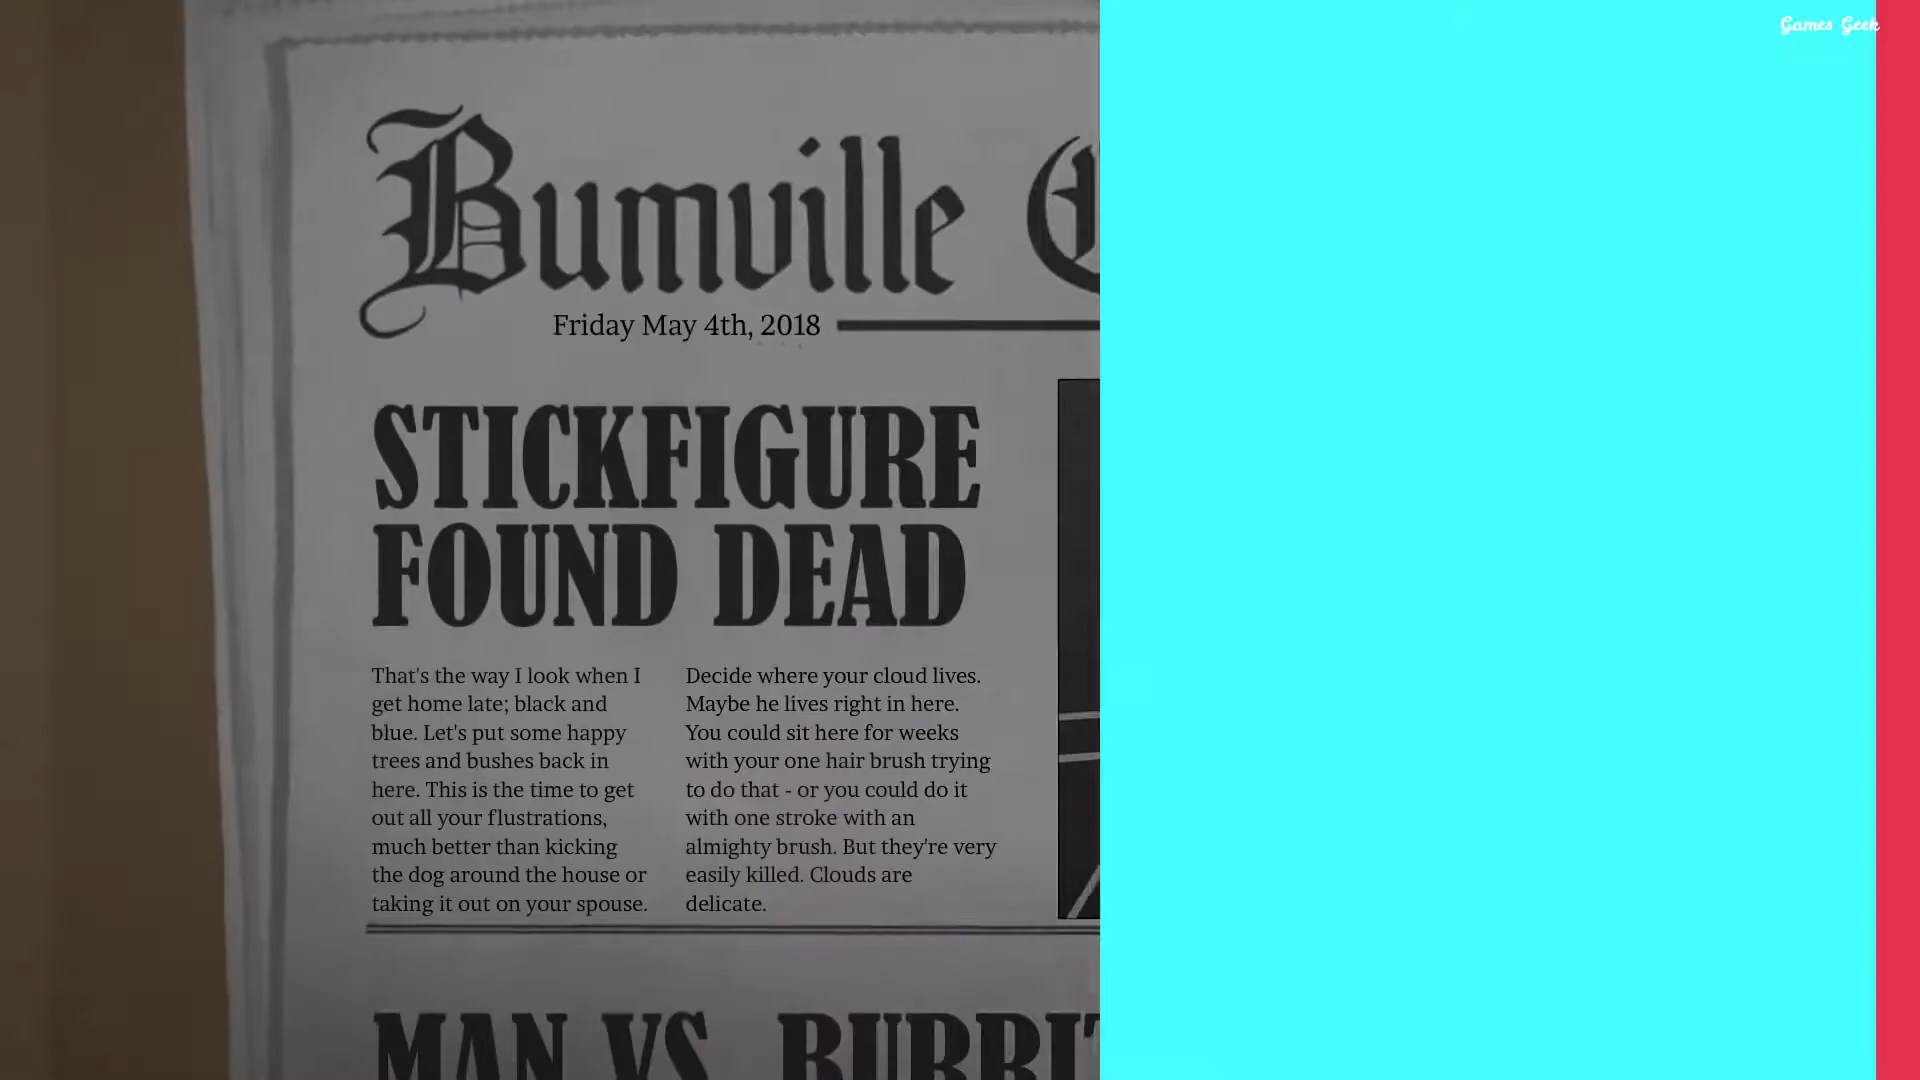 Games Geek
Bumville
Friday May 4th, 2018
STICKFIGURE
FOUND DEAD
That's the way I look when I
get home late; black and
blue. Let's put some happy
trees and bushes back in
here. This is the time to get
out all your flustrations,
much better than kicking
the dog around the house or
taking it out on your spouse.
Decide where your cloud lives.
Maybe he lives right in here.
You could sit here for weeks
with your one hair brush trying
to do that - or you could do it
with one stroke with an
almighty brush. But they're very
easily killed. Clouds are
delicate.
MAN VS.